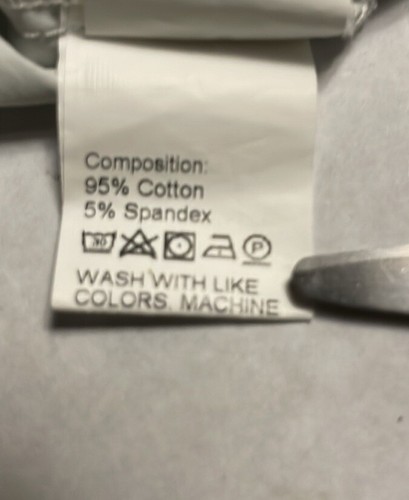 Composition:
95% Cotton
5% Spandex
30 P
WASH WITH LIKE
COLORS. MACHINE